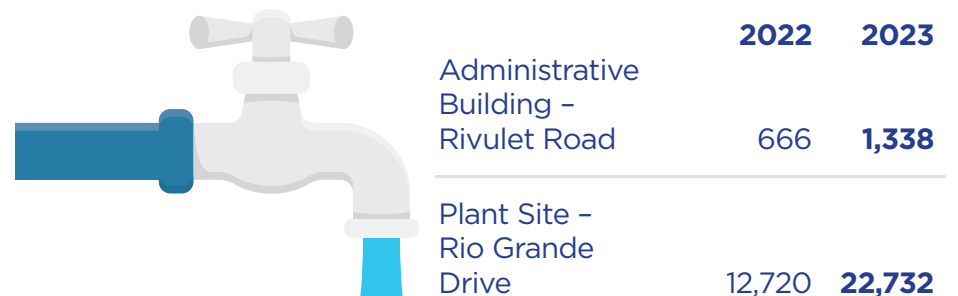 2022 2023
Administrative
Building –
Rivulet Road 666 1,338
Plant Site –
Rio Grande
Drive 12,720 22,732